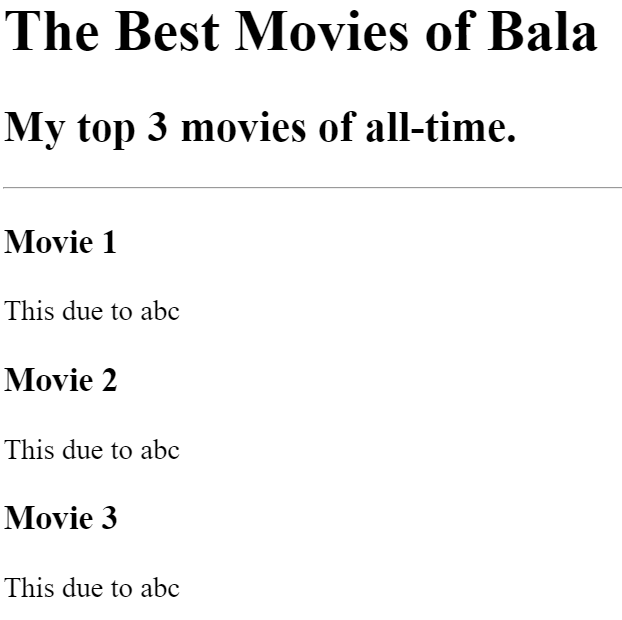 The Best Movies of Bala
My top 3 movies of all-time.
Movie 1
This due to abc
Movie 2
This due to abc
Movie 3
This due to abc